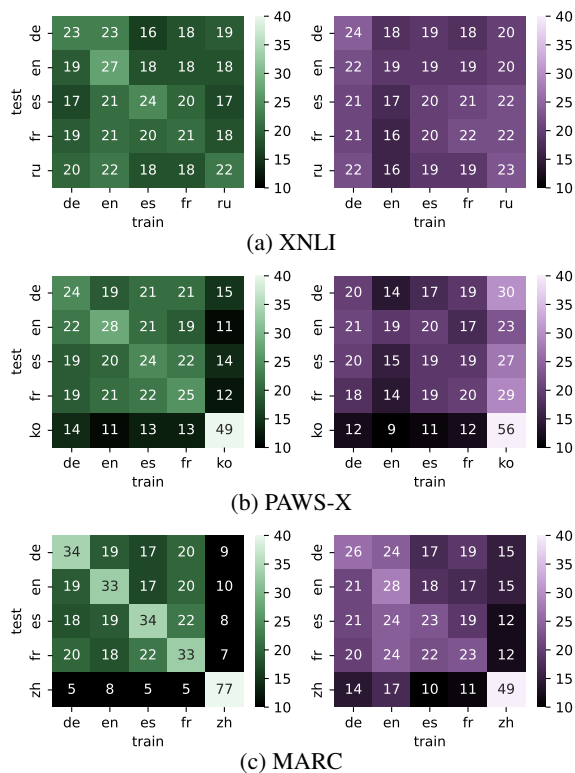 de 23 23 16 18 19 40
en 19 27 18 18 18 35
es 17 21 24 20 17 30
fr 19 21 20 21 18 25
ru 20 22 18 18 22 20
15
10
test
de en es fr ru
train
de 24 18 19 18 20 40
en 22 19 19 19 20 35
es 21 17 20 21 22 30
fr 21 16 20 22 22 25
ru 22 16 19 19 23 20
15
10
de en es fr ru
train
(a) XNLI
de 24 19 21 21 15 40
en 22 28 21 19 11 35
es 19 20 24 22 14 30
fr 19 21 22 25 12 25
ko 14 11 13 13 49 20
15
10
test
de en es fr ko
train
de 20 14 17 19 30 40
en 21 19 20 17 23 35
es 20 15 19 19 27 30
fr 18 14 19 20 29 25
ko 12 9 11 12 56 20
15
10
de en es fr ko
train
(b) PAWS-X
de 34 19 17 20 9 40
en 19 33 17 20 10 35
es 18 19 34 22 8 30
fr 20 18 22 33 7 25
zh 5 8 5 5 77 20
15
10
test
de en es fr zh
train
de 26 24 17 19 15 40
en 21 28 18 17 15 35
es 21 24 23 19 12 30
fr 20 24 22 23 12 25
zh 14 17 10 11 49 20
15
10
de en es fr zh
train
(c) MARC